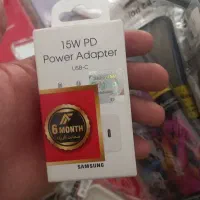 15W PD
Power Adapter
USB-C
6 MONTH
SAMSUNG